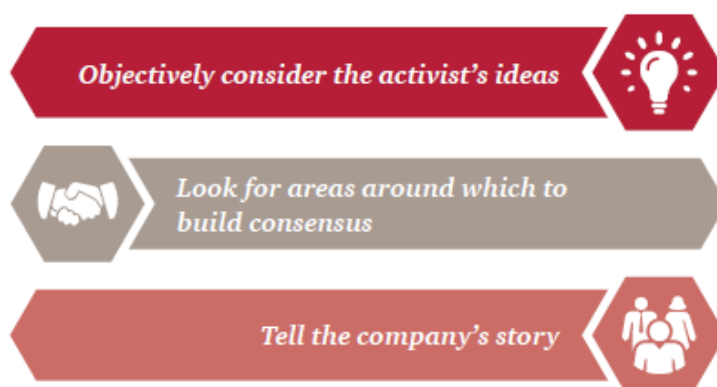 Objectively consider the activist’s ideas
Look for areas around which to
build consensus
Tell the company’s story